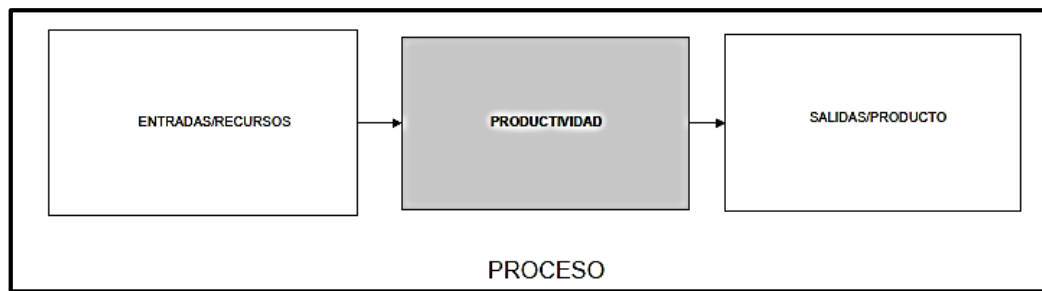 ENTRADAS/RECURSOS
PRODUCTIVIDAD
SALIDAS/PRODUCTO
PROCESO